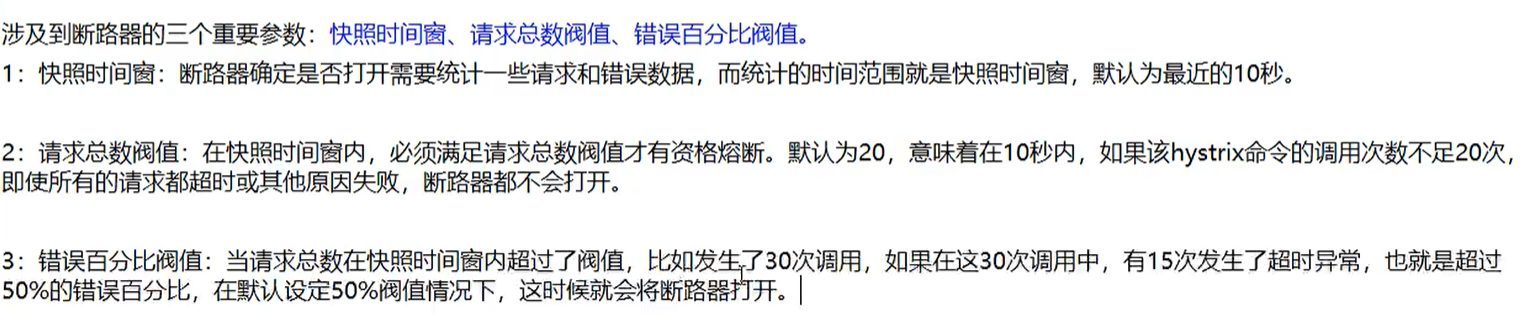 涉及到断路器的三个重要参数：快照时间窗、请求总数阀值、错误百分比阀值。
1：快照时间窗：断路器确定是否打开需要统计一些请求和错误数据，而统计的时间范围就是快照时间窗，默认为最近的10秒。
2：请求总数阀值：在快照时间窗内，必须满足请求总数阀值才有资格熔断。默认为20，意味着在10秒内，如果该hystrix命令的调用次数不足20次，
即使所有的请求都超时或其他原因失败，断路器都不会打开。
3：错误百分比阀值：当请求总数在快照时间窗内超过了阀值，比如发生了30次调用，如果在这30次调用中，有15次发生了超时异常，也就是超过
50%的错误百分比，在默认设定50%阀值情况下，这时候就会将断路器打开。